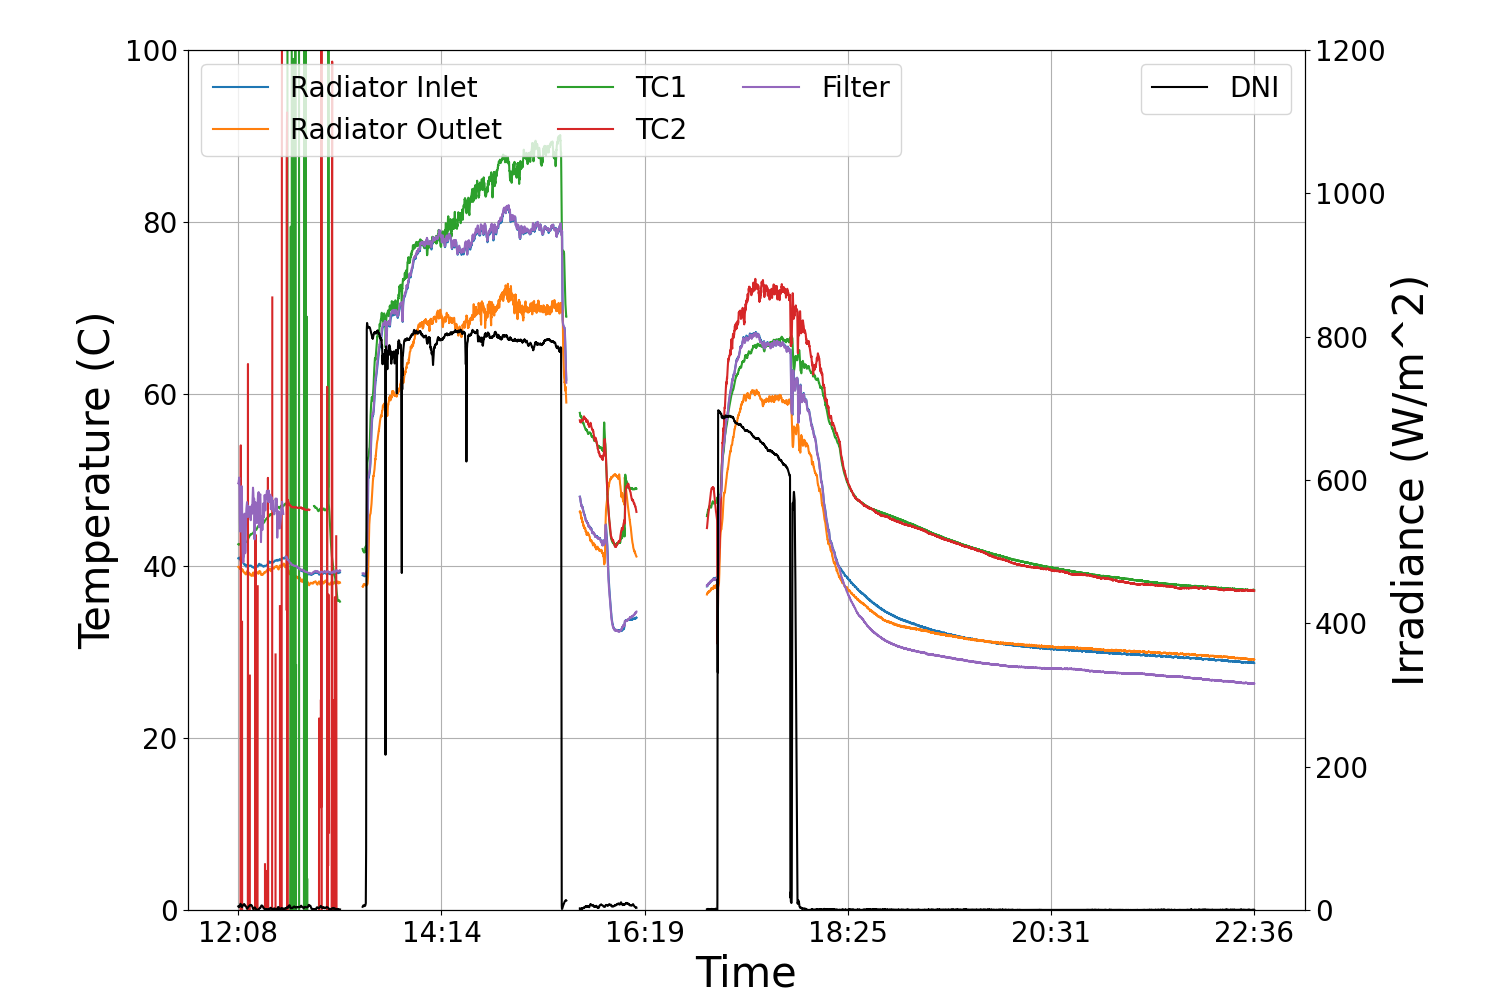 100
80
60
40
20
0
Temperature (C)
Radiator Inlet
Radiator Outlet
TC1
TC2
Filter
DNI
1200
1000
800
600
400
200
0
Irradiance (W/m^2)
12:08 14:14 16:19 18:25 20:31 22:36
Time